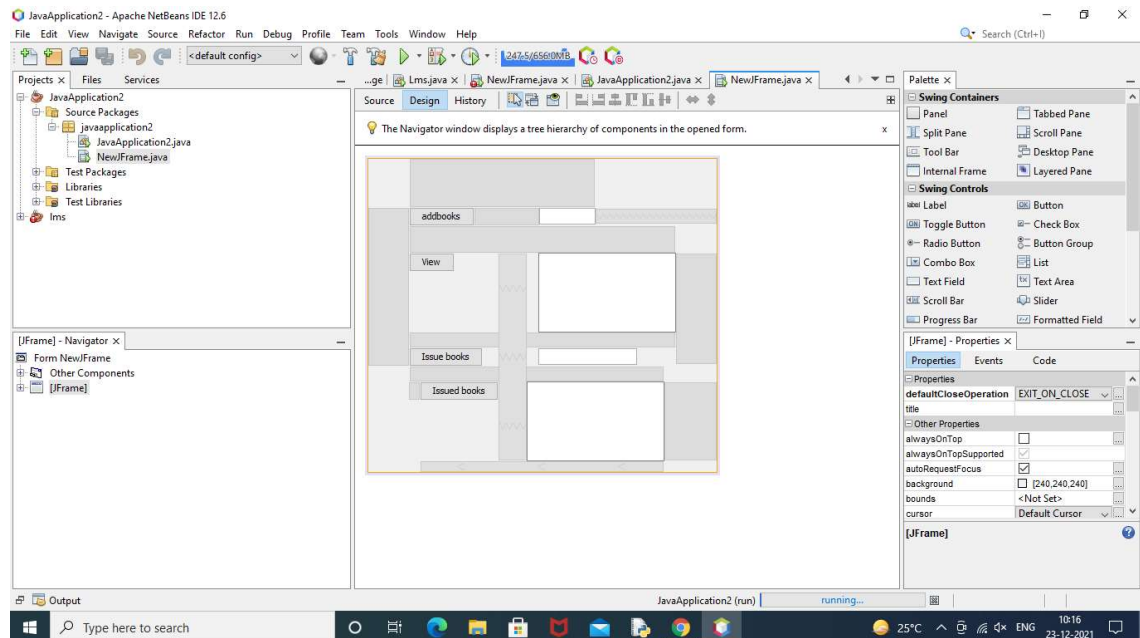 JavaApplication2 - Apache NetBeans IDE 12.6
File Edit View Navigate Source Refactor Run Debug Profile Team Tools Window Help
Search (Ctrl+I)
<default config>
Projects Files Services
...ge Lms.java NewJFrame.java JavaApplication2.java NewJFrame.java
Source Design History
The Navigator window displays a tree hierarchy of components in the opened form.
JavaApplication2
Source Packages
javaapplication2
JavaApplication2.java
NewJFrame.java
Test Packages
Libraries
Test Libraries
lms
[JFrame] - Navigator
Form NewJFrame
Other Components
[JFrame]
addbooks
View
Issue books
Issued books
Palette
Swing Containers
Panel Tabbed Pane
Split Pane Scroll Pane
Tool Bar Desktop Pane
Internal Frame Layered Pane
Swing Controls
label Label OK Button
ON Toggle Button Check Box
Radio Button Button Group
Combo Box List
Text Field Text Area
Scroll Bar Slider
Progress Bar Formatted Field
[JFrame] - Properties
Properties Events Code
Properties
defaultCloseOperation EXIT_ON_CLOSE ...
title ...
Other Properties
alwaysOnTop ...
alwaysOnTopSupported
autoRequestFocus ...
background [240,240,240] ...
bounds <Not Set> ...
cursor Default Cursor ...
[JFrame]
Output
JavaApplication2 (run) running...
Type here to search
25°C ENG 10:16
23-12-2021